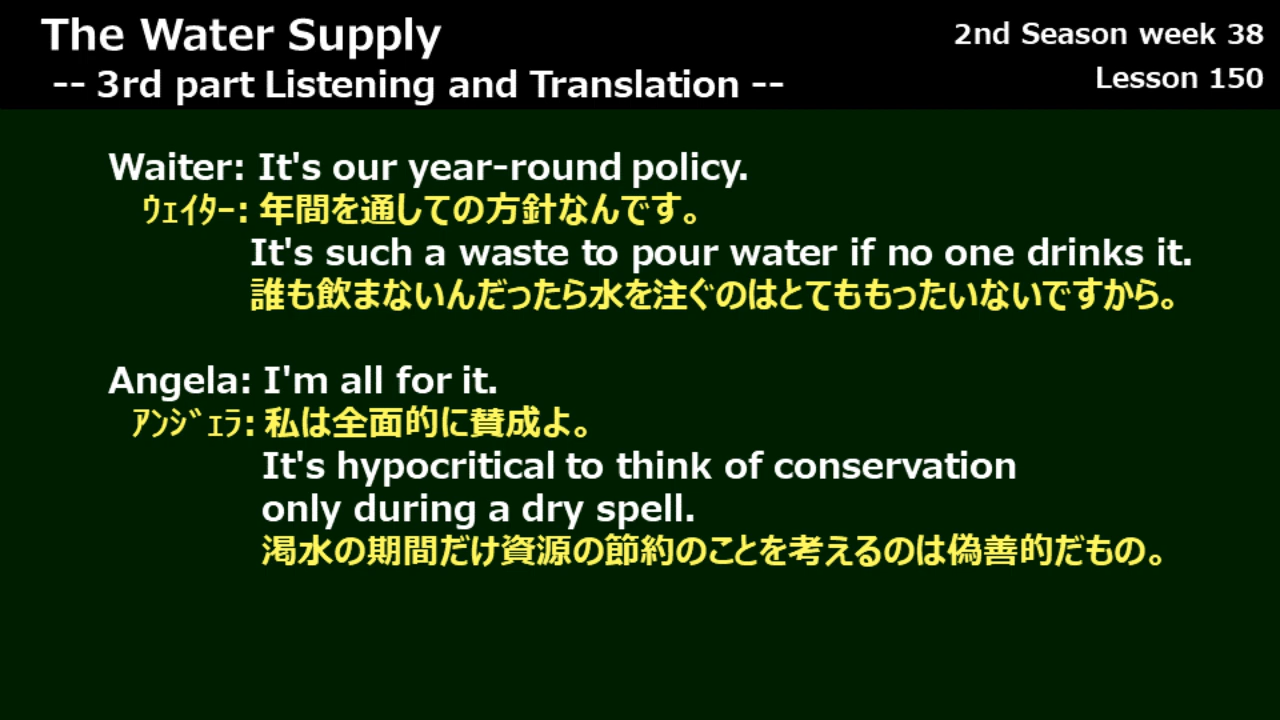 The Water Supply
2nd Season week 38
-- 3rd part Listening and Translation --
Lesson 150
Waiter: It's our year-round policy.
ｳｪｲﾀｰ: 年間を通しての方針なんです。
It's such a waste to pour water if no one drinks it.
誰も飲まないんだったら水を注ぐのはとてももったいないですから。
Angela: I'm all for it.
ｱﾝｼﾞｪﾗ: 私は全面的に賛成よ。
It's hypocritical to think of conservation
only during a dry spell.
渇水の期間だけ資源の節約のことを考えるのは偽善的だもの。